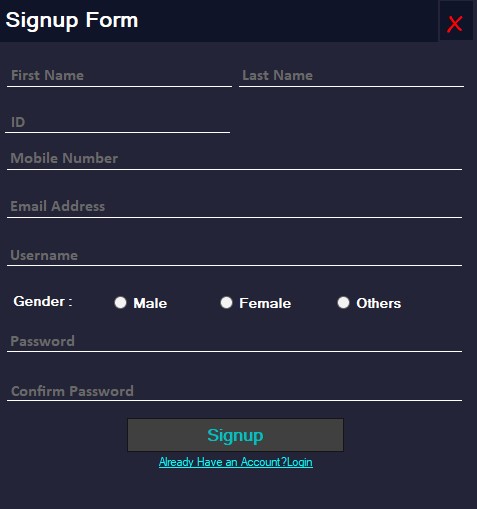 Signup Form X
First Name Last Name
ID
Mobile Number
Email Address
Username
Gender : Male Female Others
Password
Confirm Password
Signup
Already Have an Account?Login